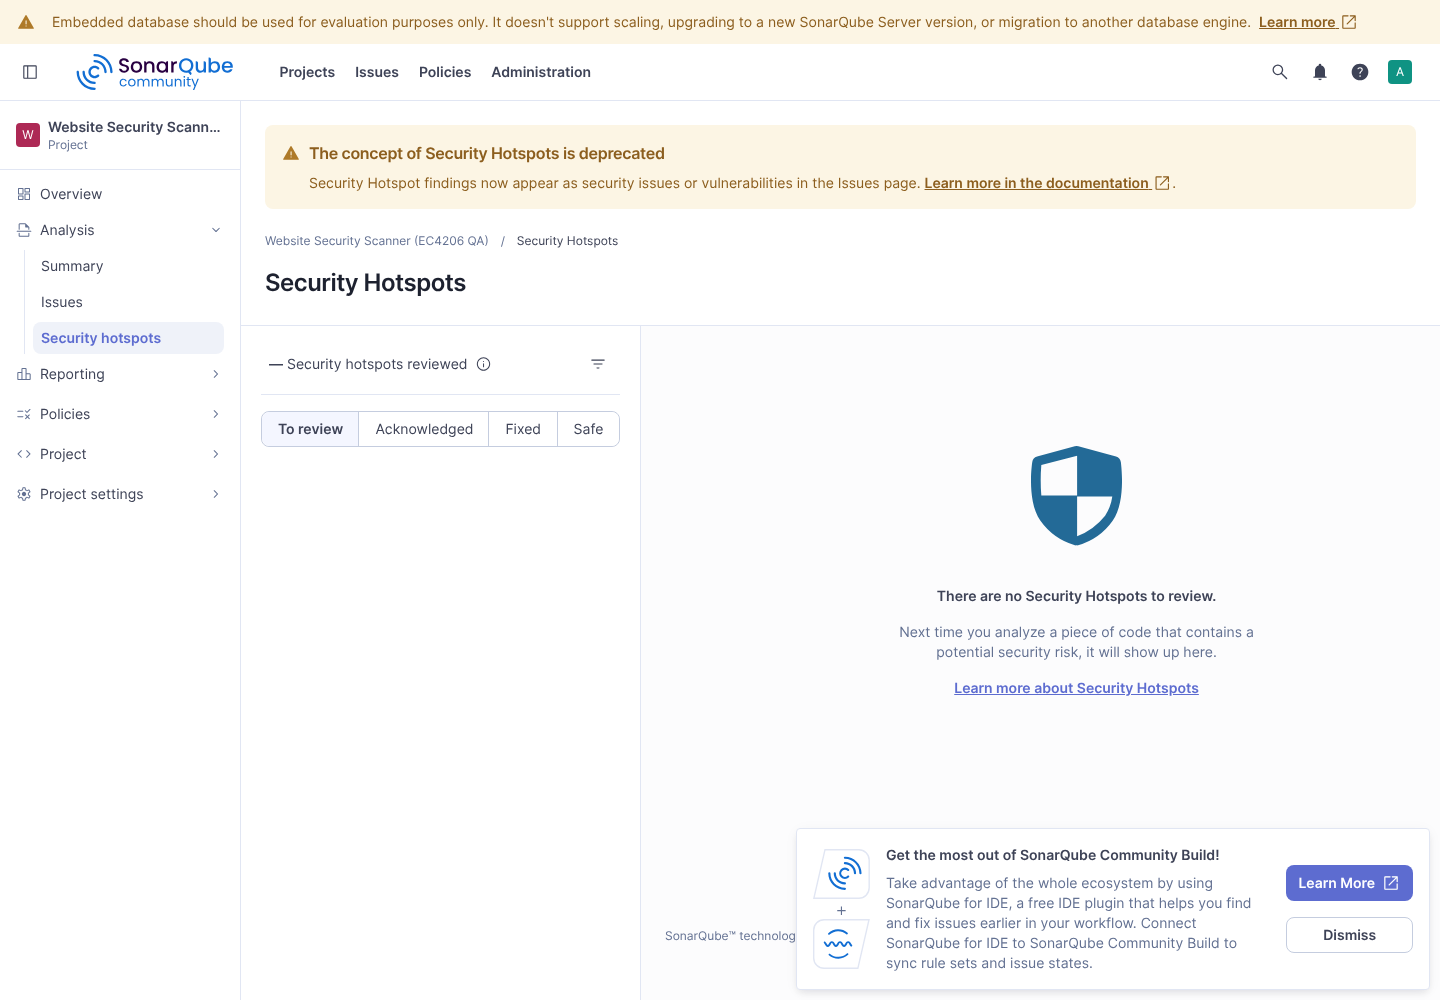 Embedded database should be used for evaluation purposes only. It doesn't support scaling, upgrading to a new SonarQube Server version, or migration to another database engine. Learn more
SonarQube community
Projects Issues Policies Administration
? A
W Website Security Scann...
Project
Overview
Analysis
Summary
Issues
Security hotspots
Reporting
Policies
Project
Project settings
The concept of Security Hotspots is deprecated
Security Hotspot findings now appear as security issues or vulnerabilities in the Issues page. Learn more in the documentation .
Website Security Scanner (EC4206 QA) / Security Hotspots
Security Hotspots
— Security hotspots reviewed
To review Acknowledged Fixed Safe
There are no Security Hotspots to review.
Next time you analyze a piece of code that contains a
potential security risk, it will show up here.
Learn more about Security Hotspots
SonarQube™ technolog
Get the most out of SonarQube Community Build!
Take advantage of the whole ecosystem by using
SonarQube for IDE, a free IDE plugin that helps you find
and fix issues earlier in your workflow. Connect
SonarQube for IDE to SonarQube Community Build to
sync rule sets and issue states.
+
Learn More
Dismiss